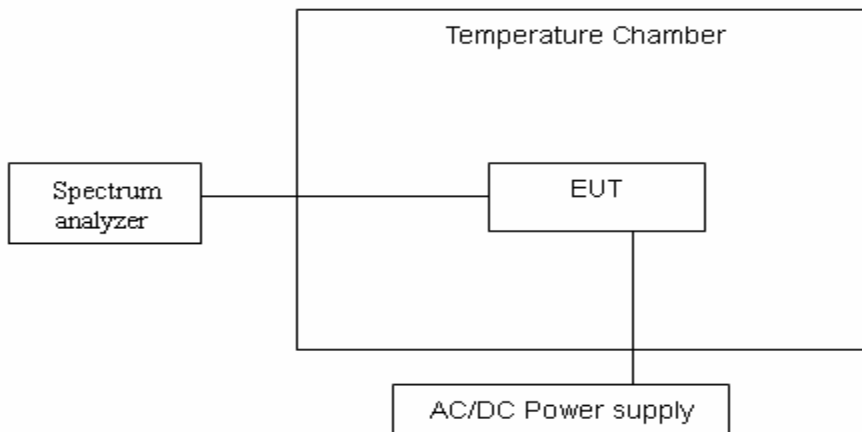 Temperature Chamber
Spectrum
analyzer
EUT
AC/DC Power supply